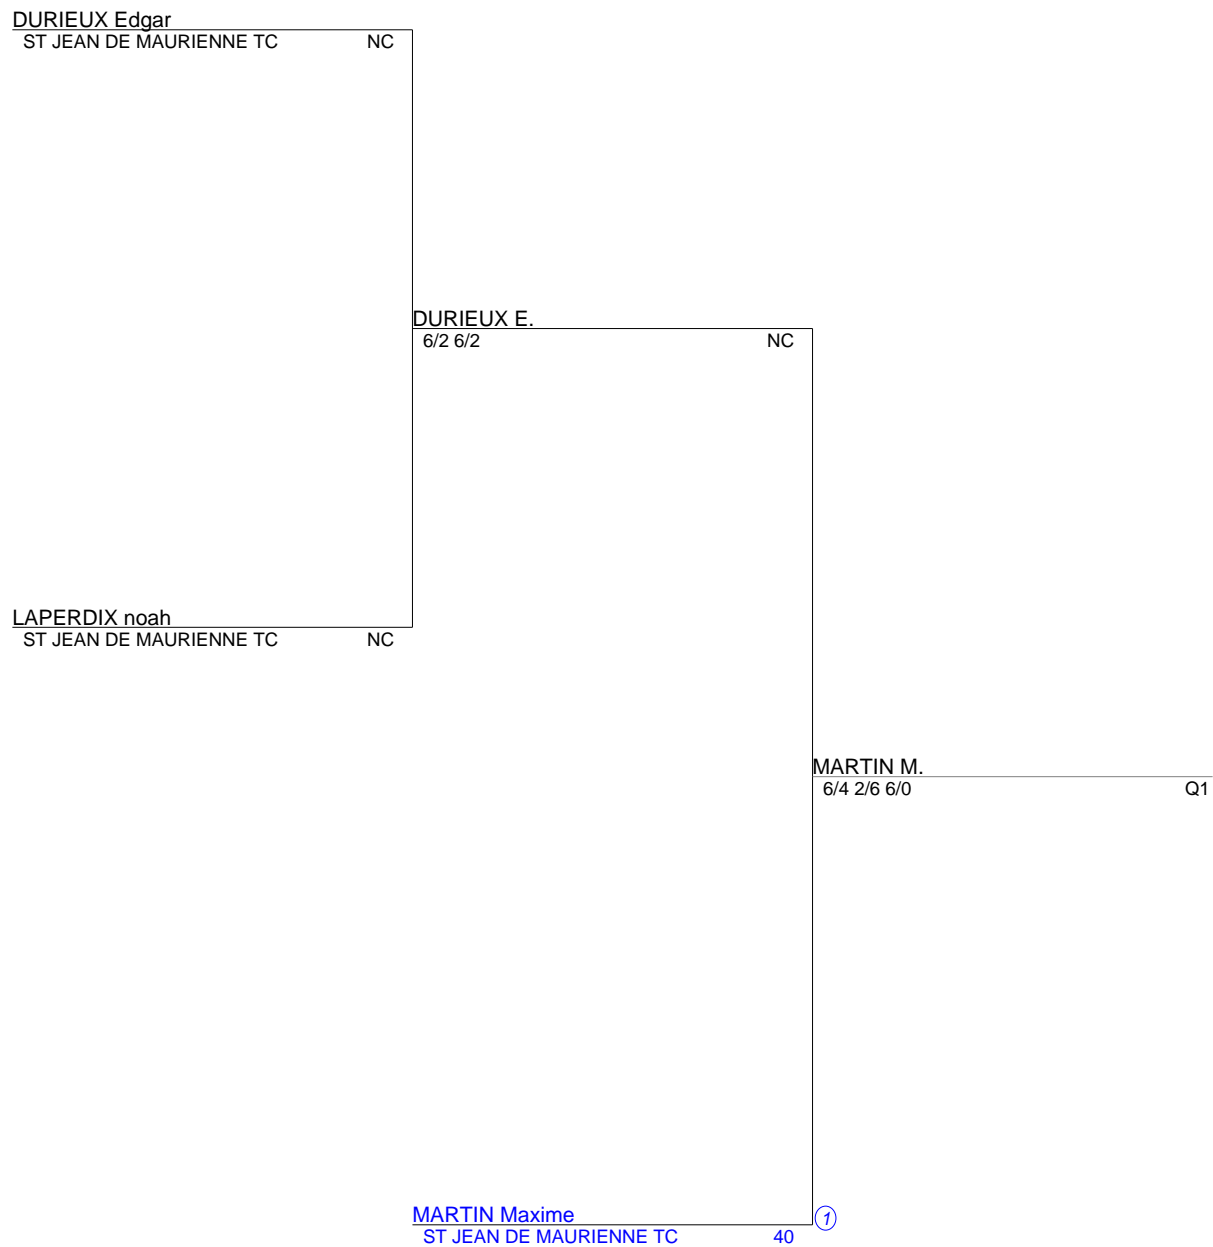 DURIEUX Edgar
ST JEAN DE MAURIENNE TC NC
DURIEUX E.
6/2 6/2 NC
LAPERDIX noah
ST JEAN DE MAURIENNE TC NC
MARTIN M.
6/4 2/6 6/0 Q1
MARTIN Maxime 1
ST JEAN DE MAURIENNE TC 40